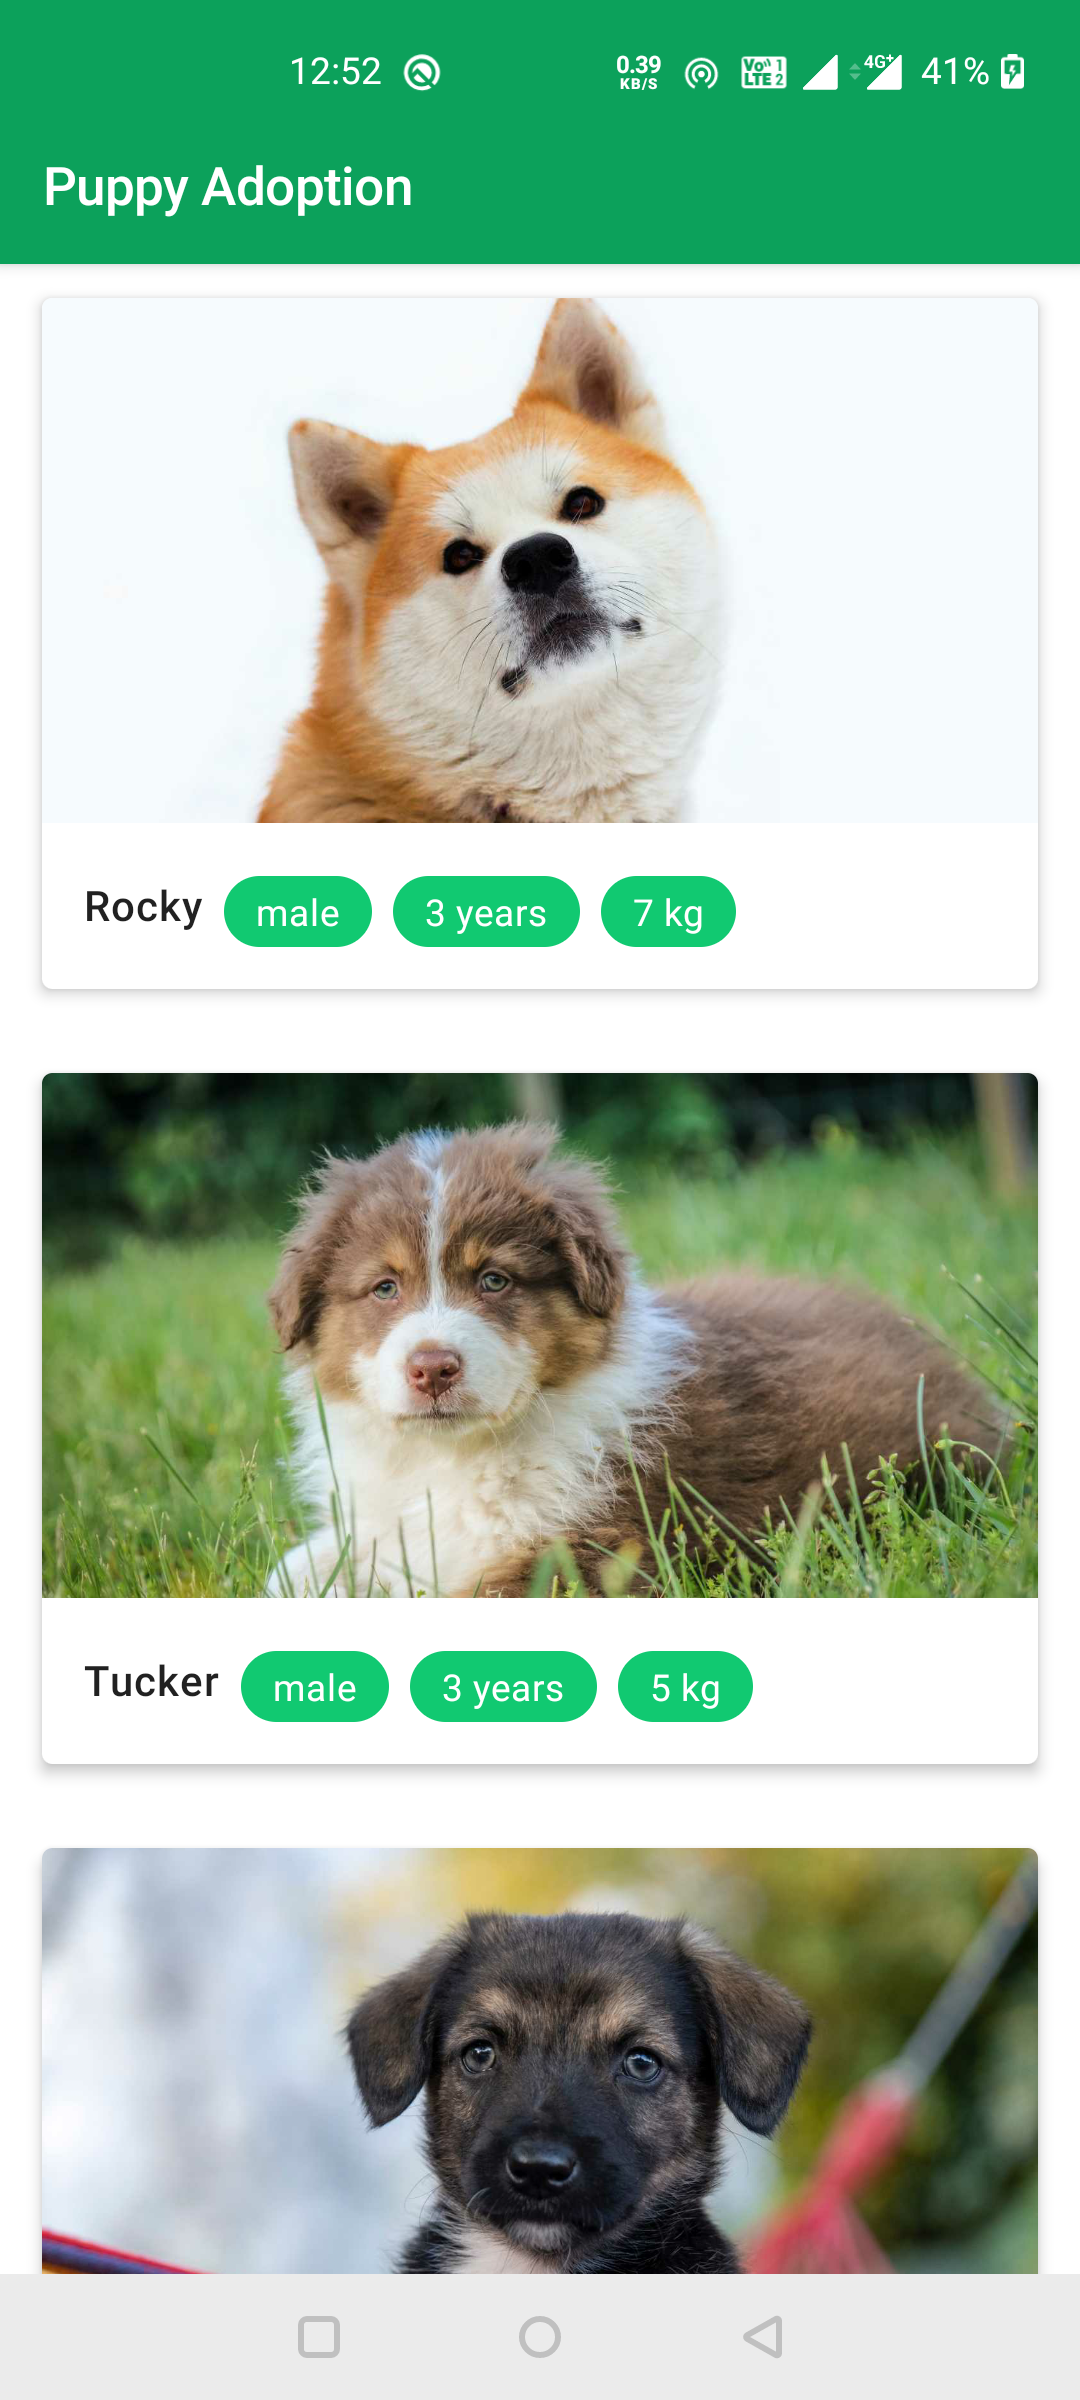 12:52 0.39 KB/S Vo)) 1 LTE 2 4G+ 41%
Puppy Adoption
Rocky male 3 years 7 kg
Tucker male 3 years 5 kg